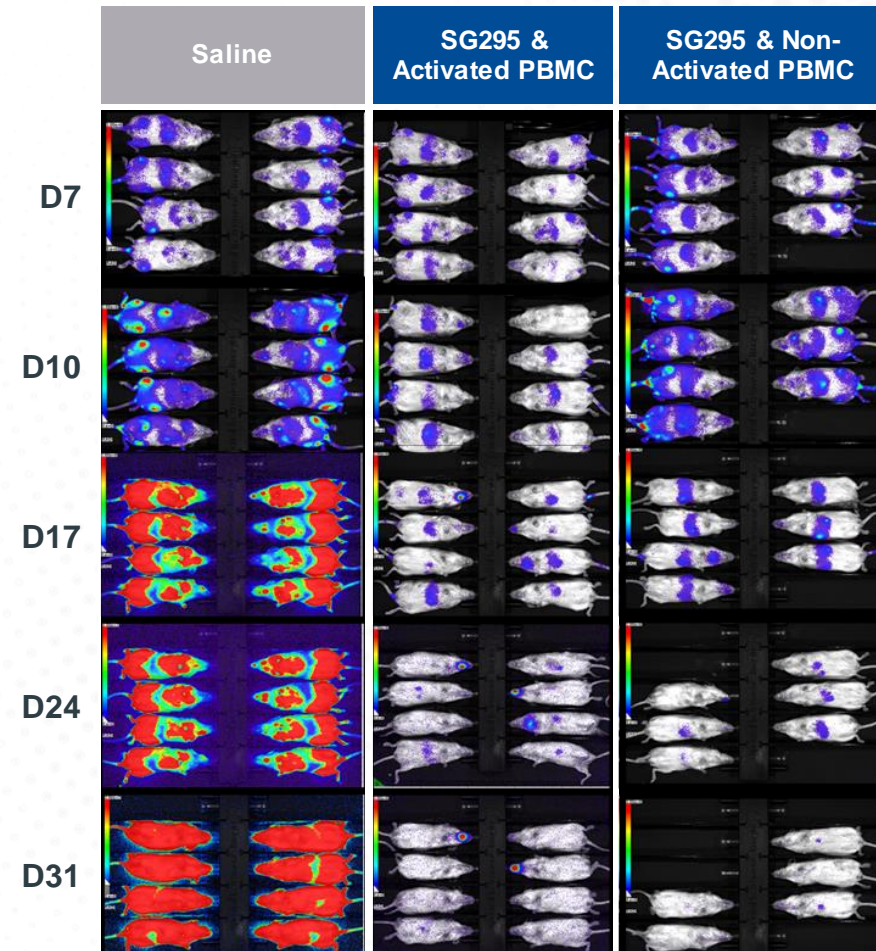 Saline
SG295 &
Activated PBMC
SG295 & Non-
Activated PBMC
D7
D10
D17
D24
D31